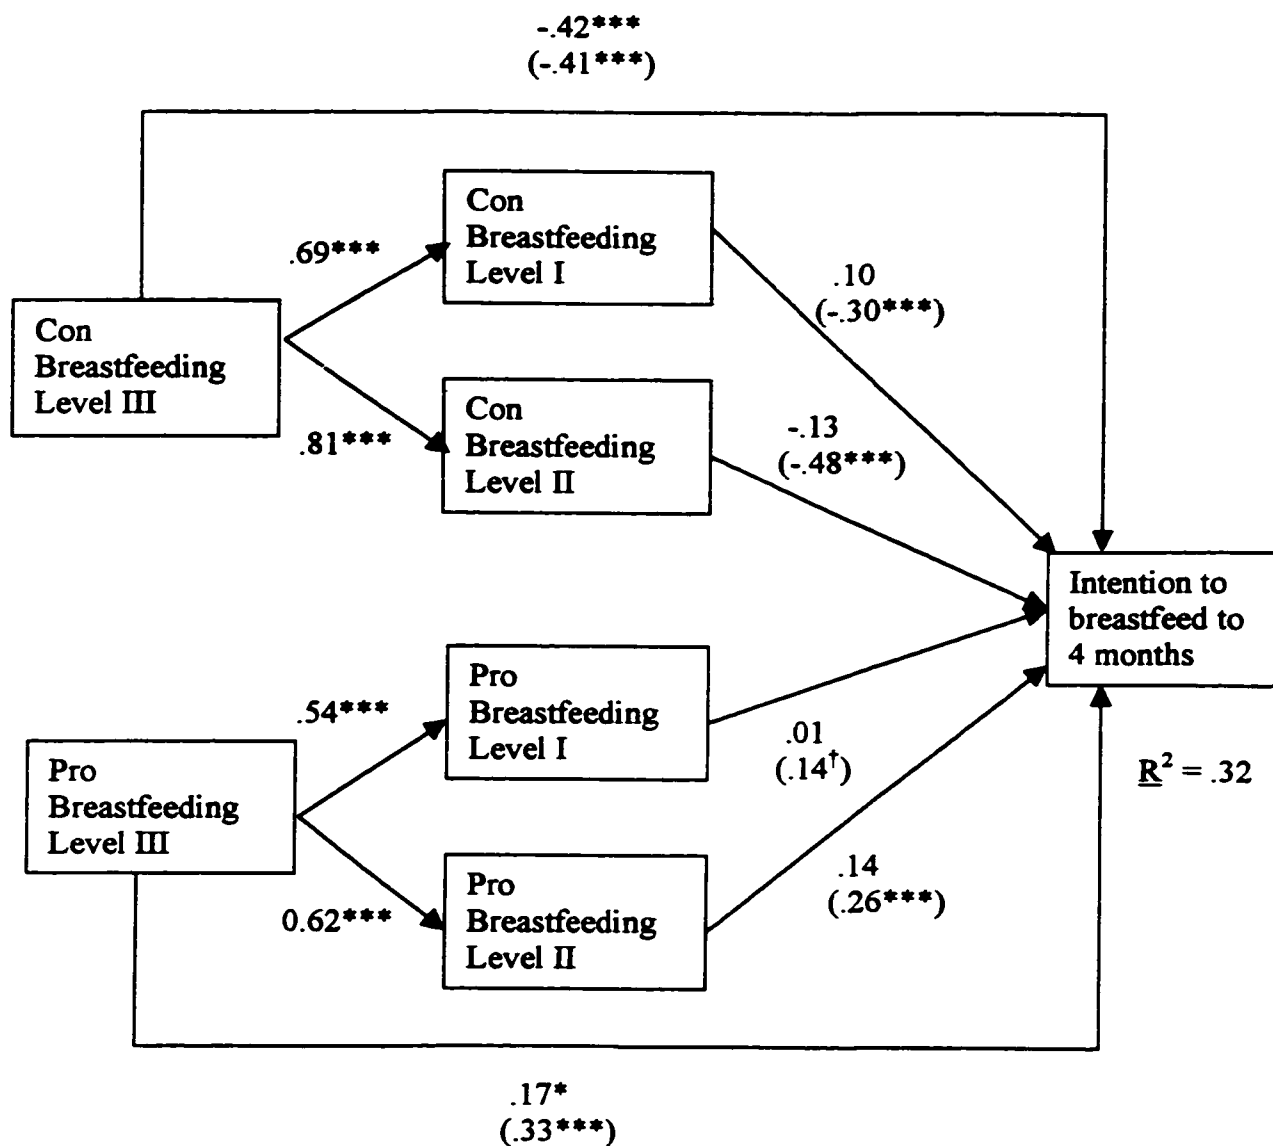 -.42***
(-.41***)
Con
Breastfeeding
Level I
.69***
.10
(-.30***)
Con
Breastfeeding
Level III
Con
Breastfeeding
Level II
.81***
-.13
(-.48***)
Intention to
breastfeed to
4 months
Pro
Breastfeeding
Level I
.54***
.01
(.14†)
R² = .32
Pro
Breastfeeding
Level III
Pro
Breastfeeding
Level II
0.62***
.14
(.26***)
.17*
(.33***)